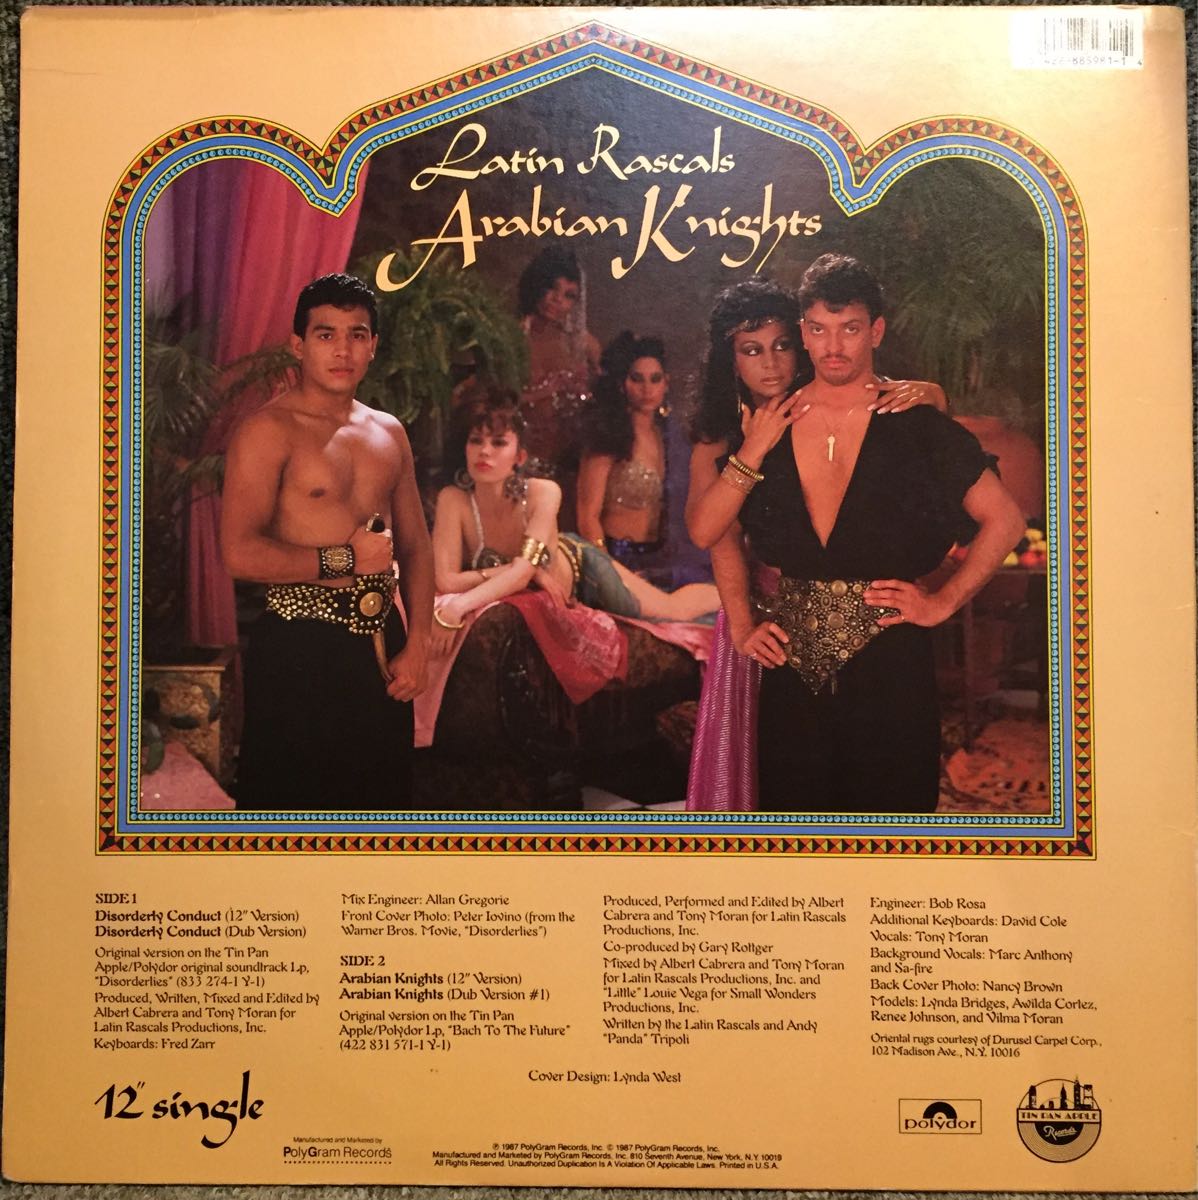 Latin Rascals
Arabian Knights
SIDE 1
Disorderly Conduct (12" Version)
Disorderly Conduct (Dub Version)
Original version on the Tin Pan
Apple/Polydor original soundtrack Lp,
"Disorderlies" (833 274-1 Y-1)
Produced, Written, Mixed and Edited by
Albert Cabrera and Tony Moran for
Latin Rascals Productions, Inc.
Keyboards: Fred Zarr
Mix Engineer: Allan Gregorie
Front Cover Photo: Peter Iovino (from the
Warner Bros. Movie, "Disorderlies")
SIDE 2
Arabian Knights (12" Version)
Arabian Knights (Dub Version #1)
Original version on the Tin Pan
Apple/Polydor Lp, "Bach To The Future"
(422 831 571-1 Y-1)
Produced, Performed and Edited by Albert
Cabrera and Tony Moran for Latin Rascals
Productions, Inc.
Co-produced by Gary Rottger
Mixed by Albert Cabrera and Tony Moran
for Latin Rascals Productions, Inc. and
"Little" Louie Vega for Small Wonders
Productions, Inc.
Written by the Latin Rascals and Andy
"Panda" Tripoli
Engineer: Bob Rosa
Additional Keyboards: David Cole
Vocals: Tony Moran
Background Vocals: Marc Anthony
and Sa-fire
Back Cover Photo: Nancy Brown
Models: Lynda Bridges, Awilda Cortez,
Renee Johnson, and Vilma Moran
Oriental rugs courtesy of Durusel Carpet Corp.,
102 Madison Ave., N.Y. 10016
Cover Design: Lynda West
12" single
Manufactured and Marketed by
PolyGram Records
℗ 1987 PolyGram Records, Inc. © 1987 PolyGram Records, Inc.
Manufactured and Marketed by PolyGram Records, Inc. 810 Seventh Avenue, New York, N.Y. 10019
All Rights Reserved. Unauthorized Duplication Is A Violation Of Applicable Laws. Printed in U.S.A.
polydor
TIN PAN APPLE
Records